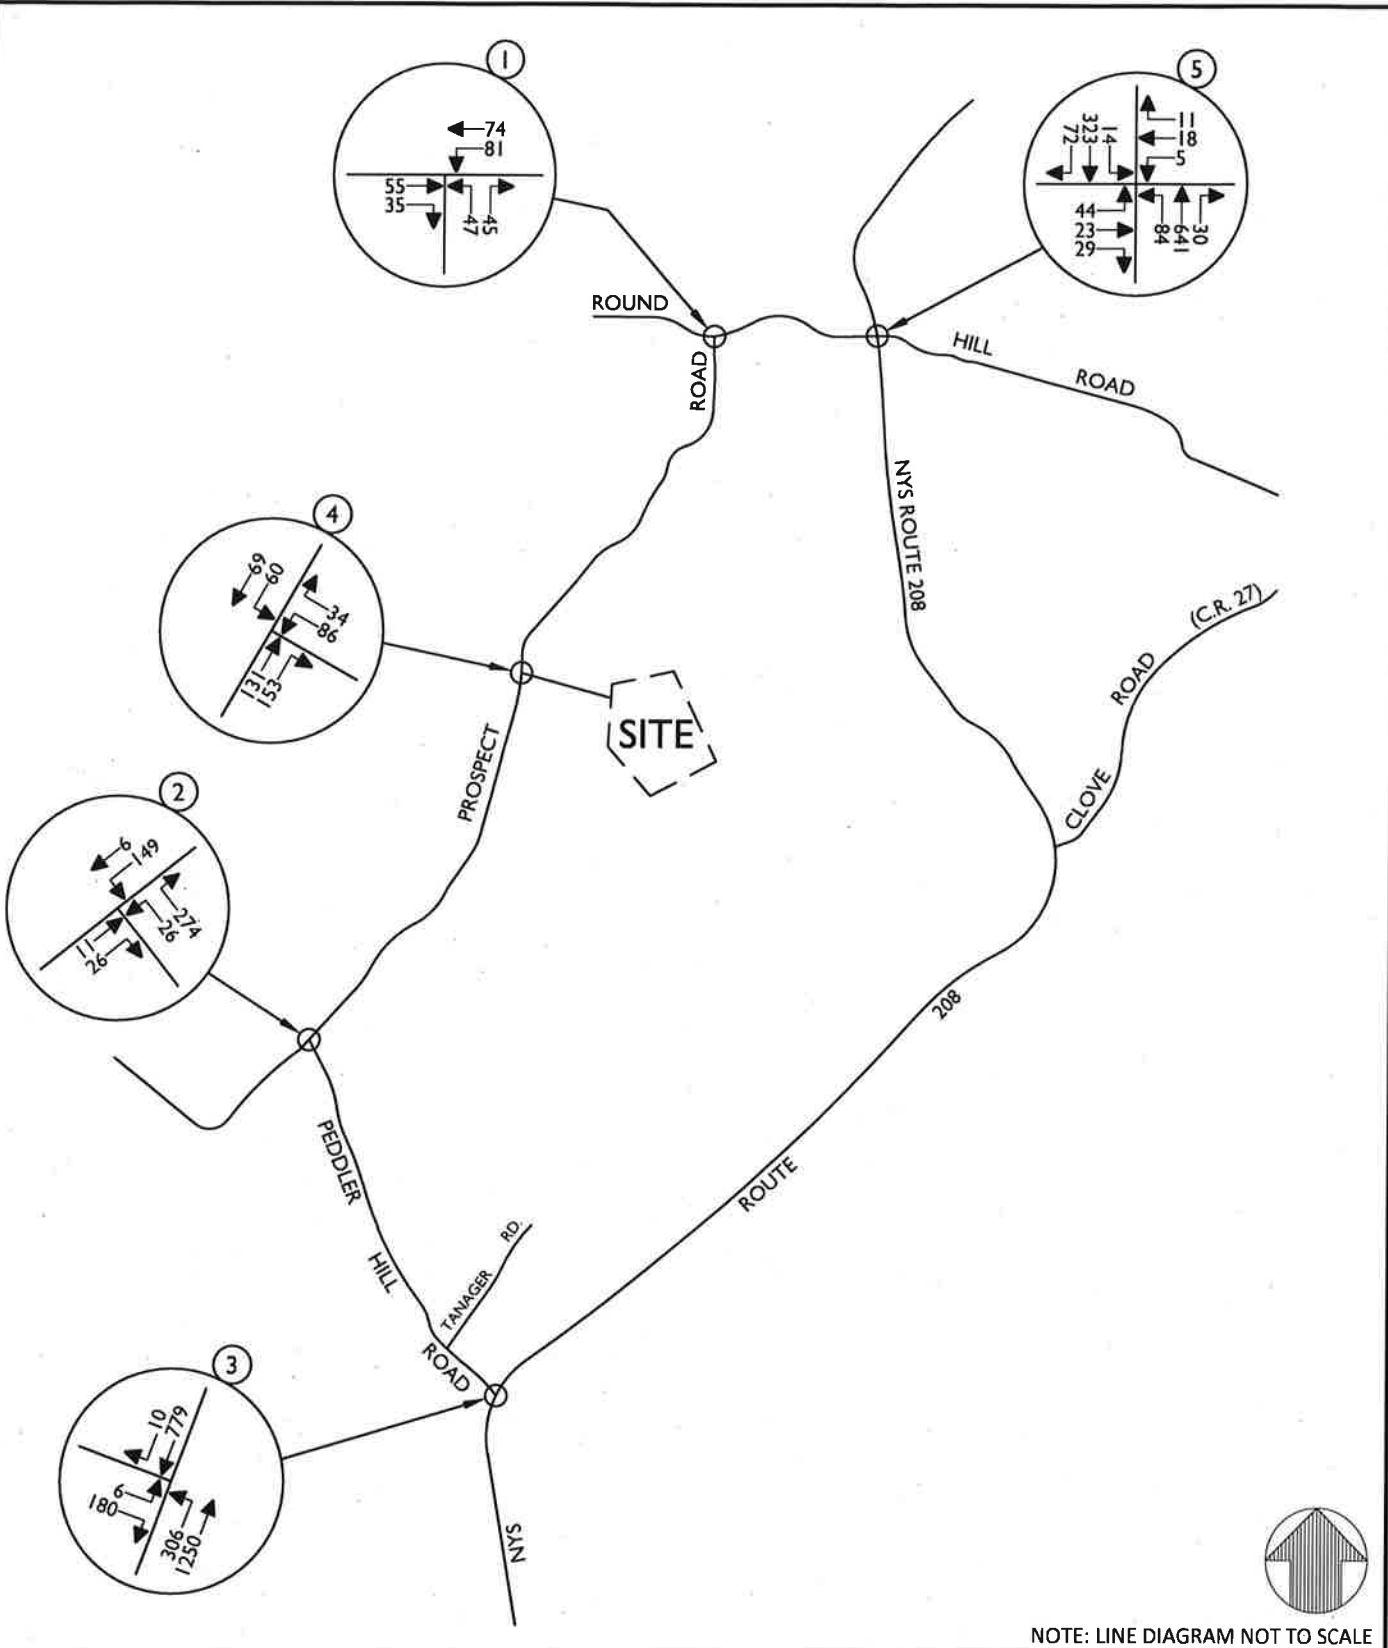 1
74
81
55
35
47
45
5
72
323
14
11
18
5
44
23
29
84
641
30
ROUND
HILL
ROAD
ROAD
NYS ROUTE 208
4
69
60
34
86
131
153
SITE
PROSPECT
(C.R. 27)
ROAD
CLOVE
2
6
149
274
26
11
26
208
ROUTE
PEDDLER
HILL
ROAD
TANAGER RD.
3
10
779
6
180
306
1250
NYS
NOTE: LINE DIAGRAM NOT TO SCALE